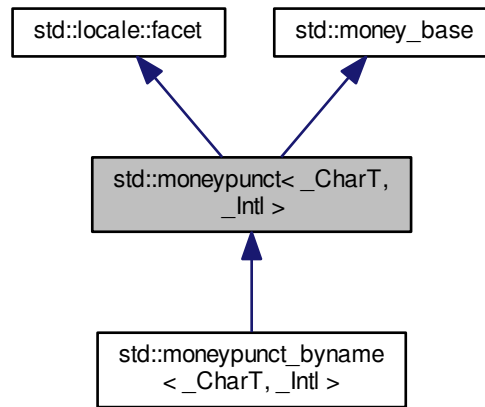 std::locale::facet
std::money_base
std::moneypunct< _CharT,
_Intl >
std::moneypunct_byname
< _CharT, _Intl >